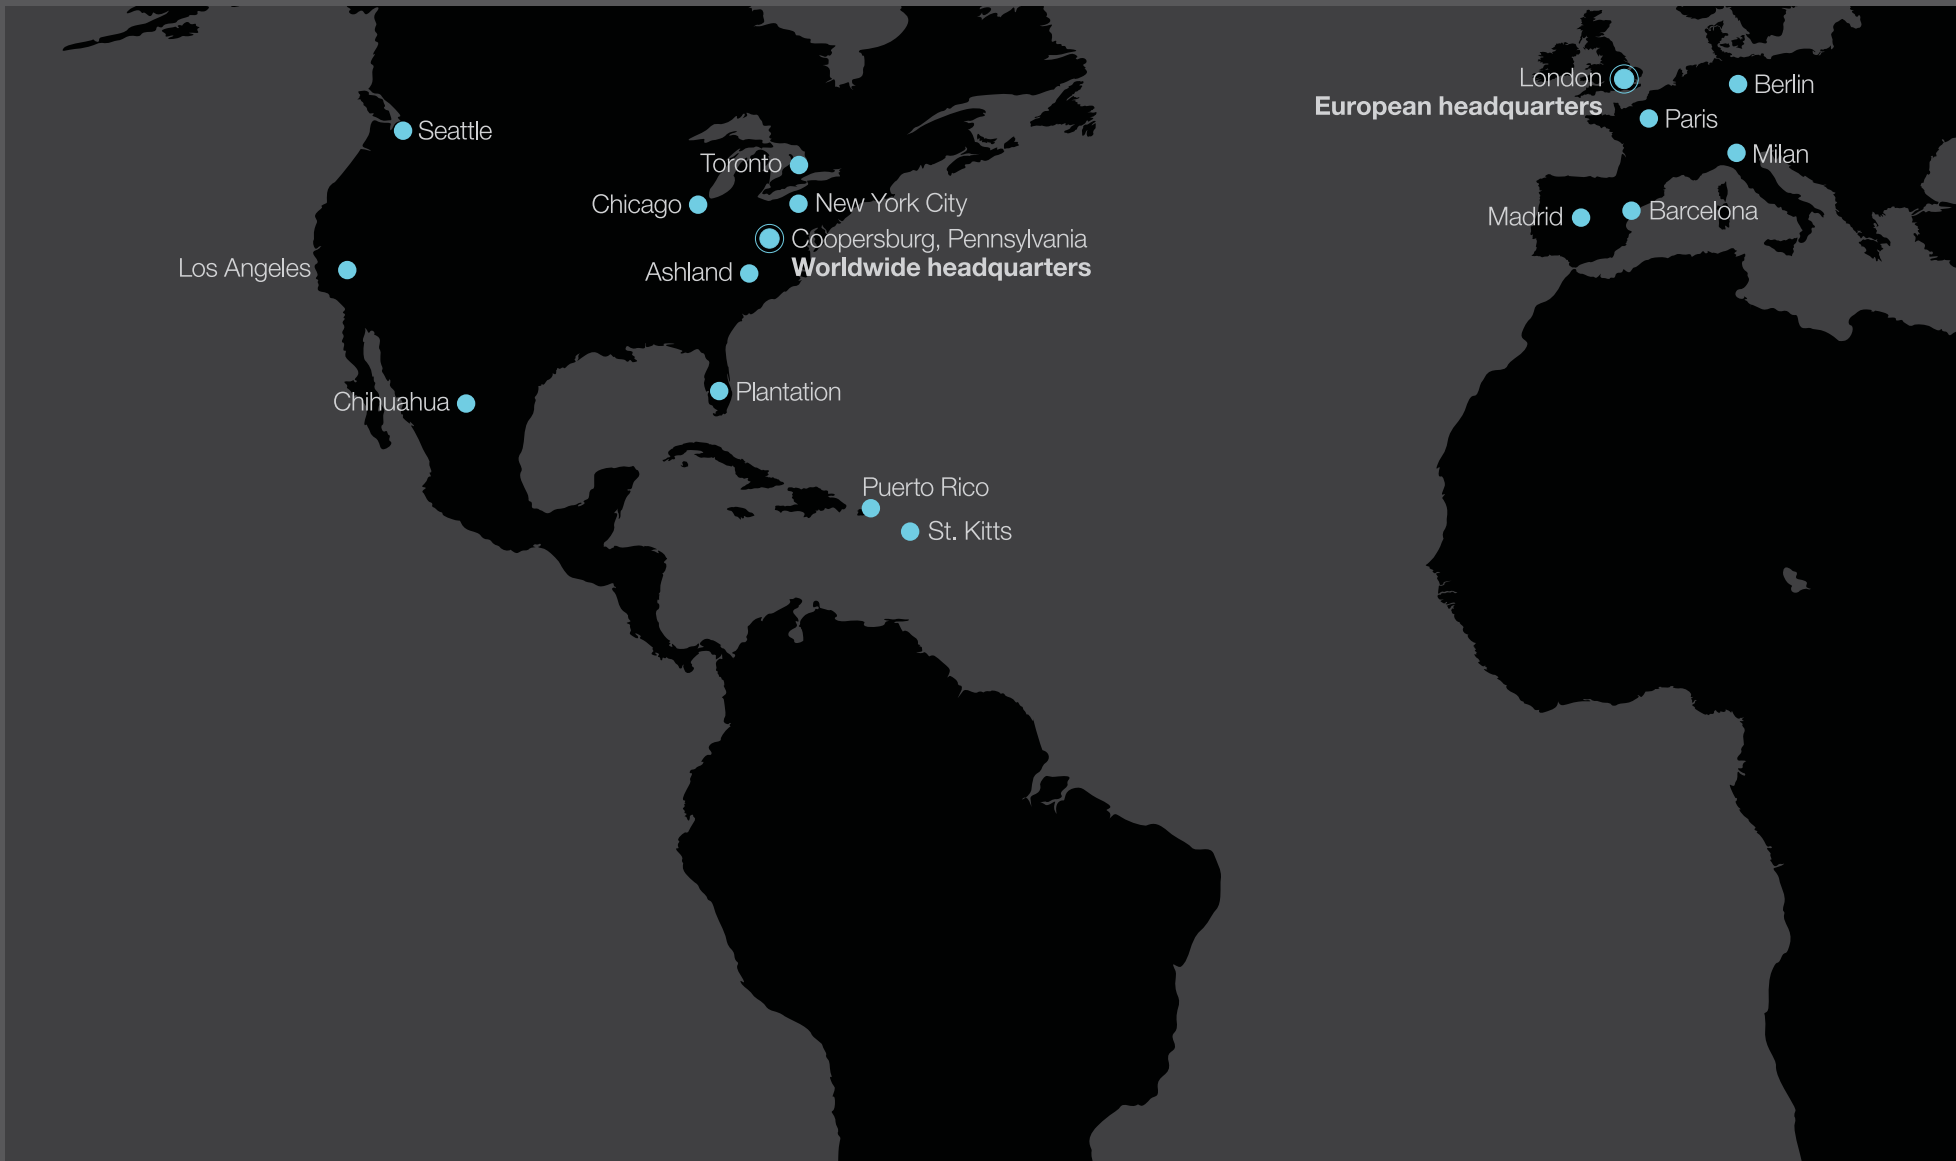 London
European headquarters
Berlin
Paris
Seattle
Milan
Toronto
Chicago
New York City
Madrid
Barcelona
Coopersburg, Pennsylvania
Worldwide headquarters
Los Angeles
Ashland
Chihuahua
Plantation
Puerto Rico
St. Kitts